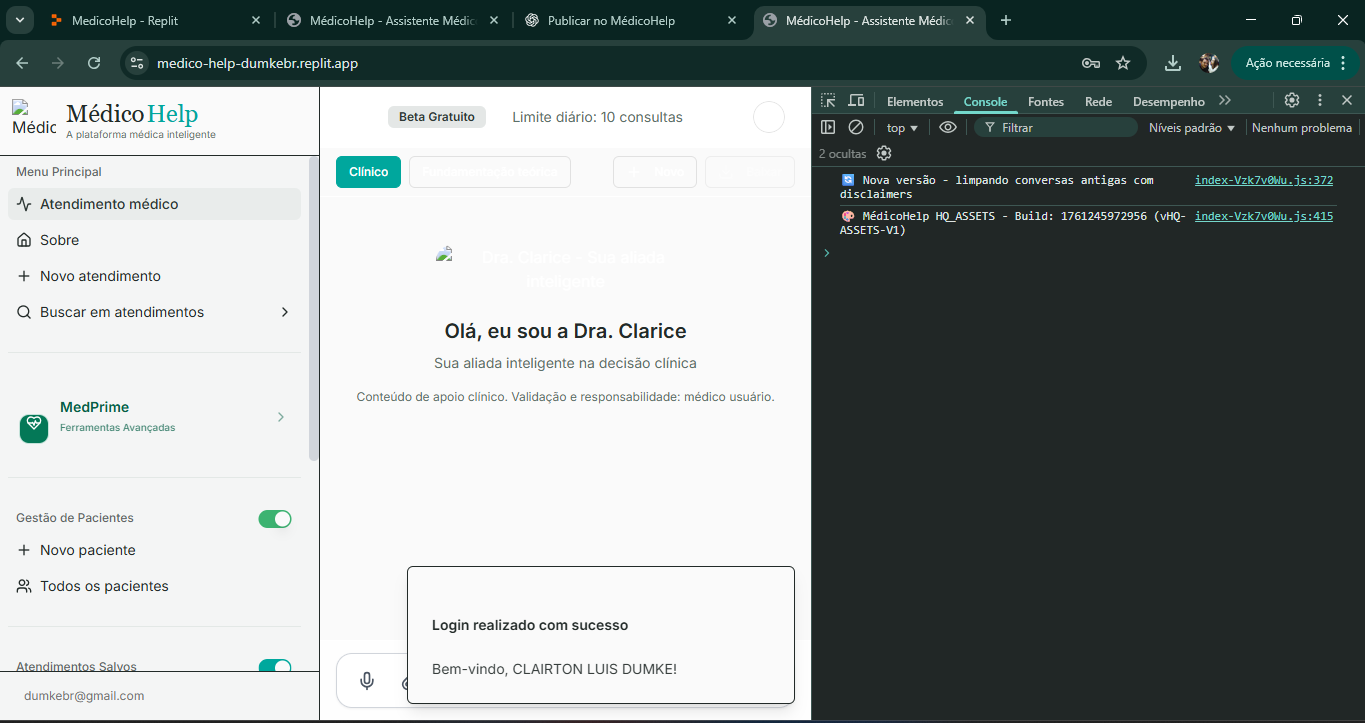 MédicoHelp - Replit
MédicoHelp - Assistente Médic
Publicar no MédicoHelp
MédicoHelp - Assistente Médic
medico-help-dumkebr.replit.app
Ação necessária
Médic
Médico Help
A plataforma médica inteligente
Menu Principal
Atendimento médico
Sobre
Novo atendimento
Buscar em atendimentos
MedPrime
Ferramentas Avançadas
Gestão de Pacientes
Novo paciente
Todos os pacientes
Atendimentos Salvos
dumkebr@gmail.com
Beta Gratuito
Limite diário: 10 consultas
Clínico
Fundamentação teórica
Novo
Dra. Clarice – Sua aliada
inteligente
Olá, eu sou a Dra. Clarice
Sua aliada inteligente na decisão clínica
Conteúdo de apoio clínico. Validação e responsabilidade: médico usuário.
Login realizado com sucesso
Bem-vindo, CLAIRTON LUIS DUMKE!
Elementos
Console
Fontes
Rede
Desempenho
top
Filtrar
Níveis padrão
Nenhum problema
2 ocultas
Nova versão - limpando conversas antigas com index-Vzk7v0Wu.js:372
disclaimers
MédicoHelp HQ_ASSETS - Build: 1761245972956 (vHQ- index-Vzk7v0Wu.js:415
ASSETS-V1)